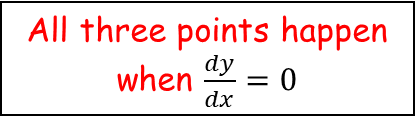 All three points happen
when dy/dx = 0